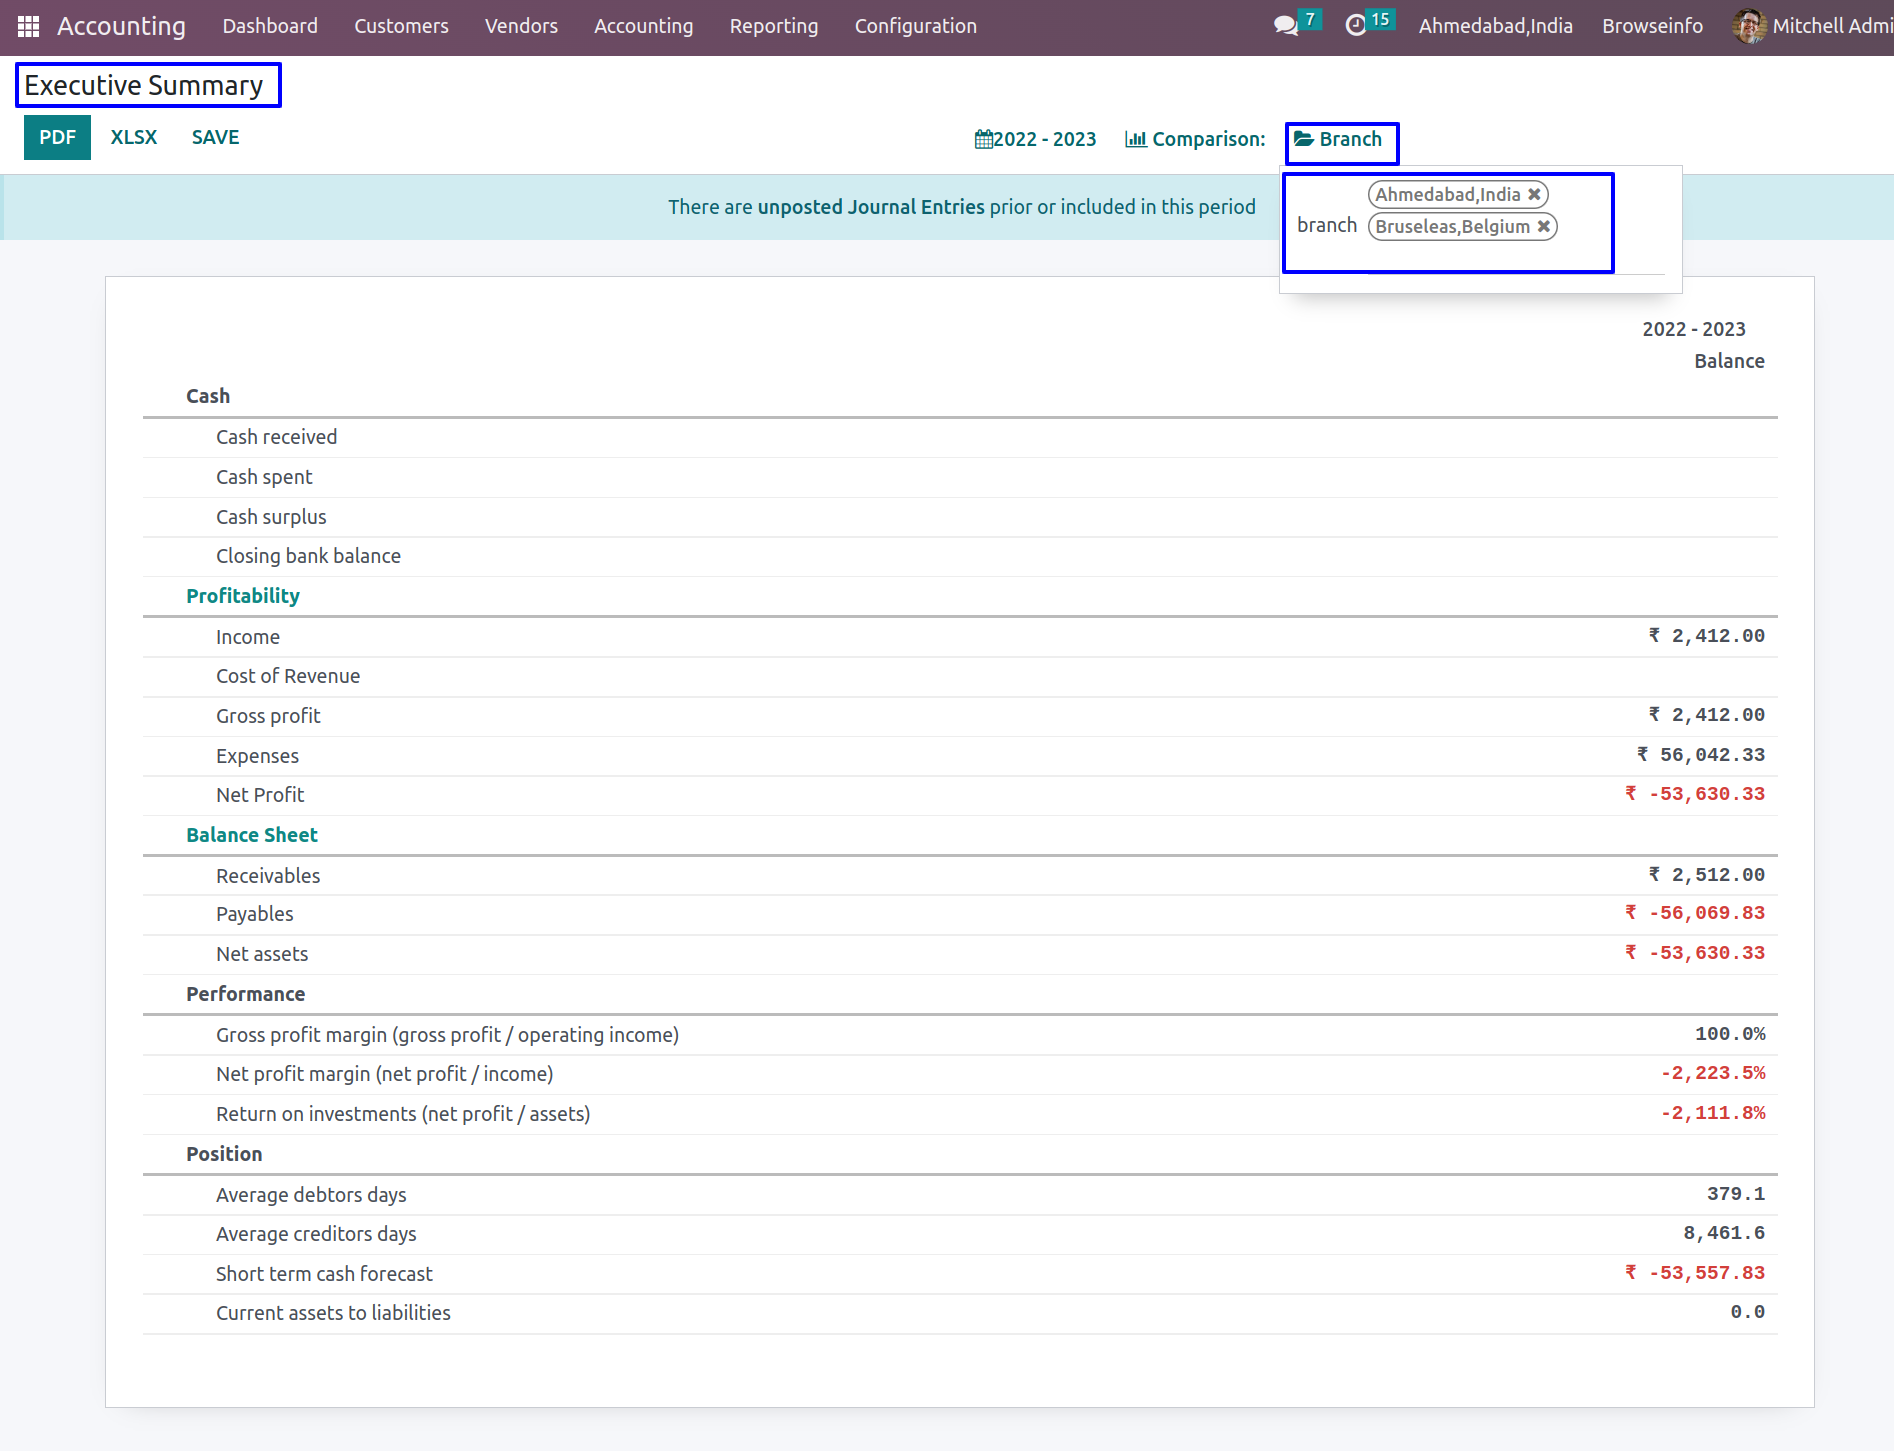 Accounting Dashboard Customers Vendors Accounting Reporting Configuration 7 15 Ahmedabad,India Browseinfo Mitchell Admi
Executive Summary
PDF XLSX SAVE 2022 - 2023 Comparison: Branch
There are unposted Journal Entries prior or included in this period
branch Ahmedabad,India ✖
Bruseleas,Belgium ✖
2022 - 2023
Balance
Cash
Cash received
Cash spent
Cash surplus
Closing bank balance
Profitability
Income ₹ 2,412.00
Cost of Revenue
Gross profit ₹ 2,412.00
Expenses ₹ 56,042.33
Net Profit ₹ -53,630.33
Balance Sheet
Receivables ₹ 2,512.00
Payables ₹ -56,069.83
Net assets ₹ -53,630.33
Performance
Gross profit margin (gross profit / operating income) 100.0%
Net profit margin (net profit / income) -2,223.5%
Return on investments (net profit / assets) -2,111.8%
Position
Average debtors days 379.1
Average creditors days 8,461.6
Short term cash forecast ₹ -53,557.83
Current assets to liabilities 0.0